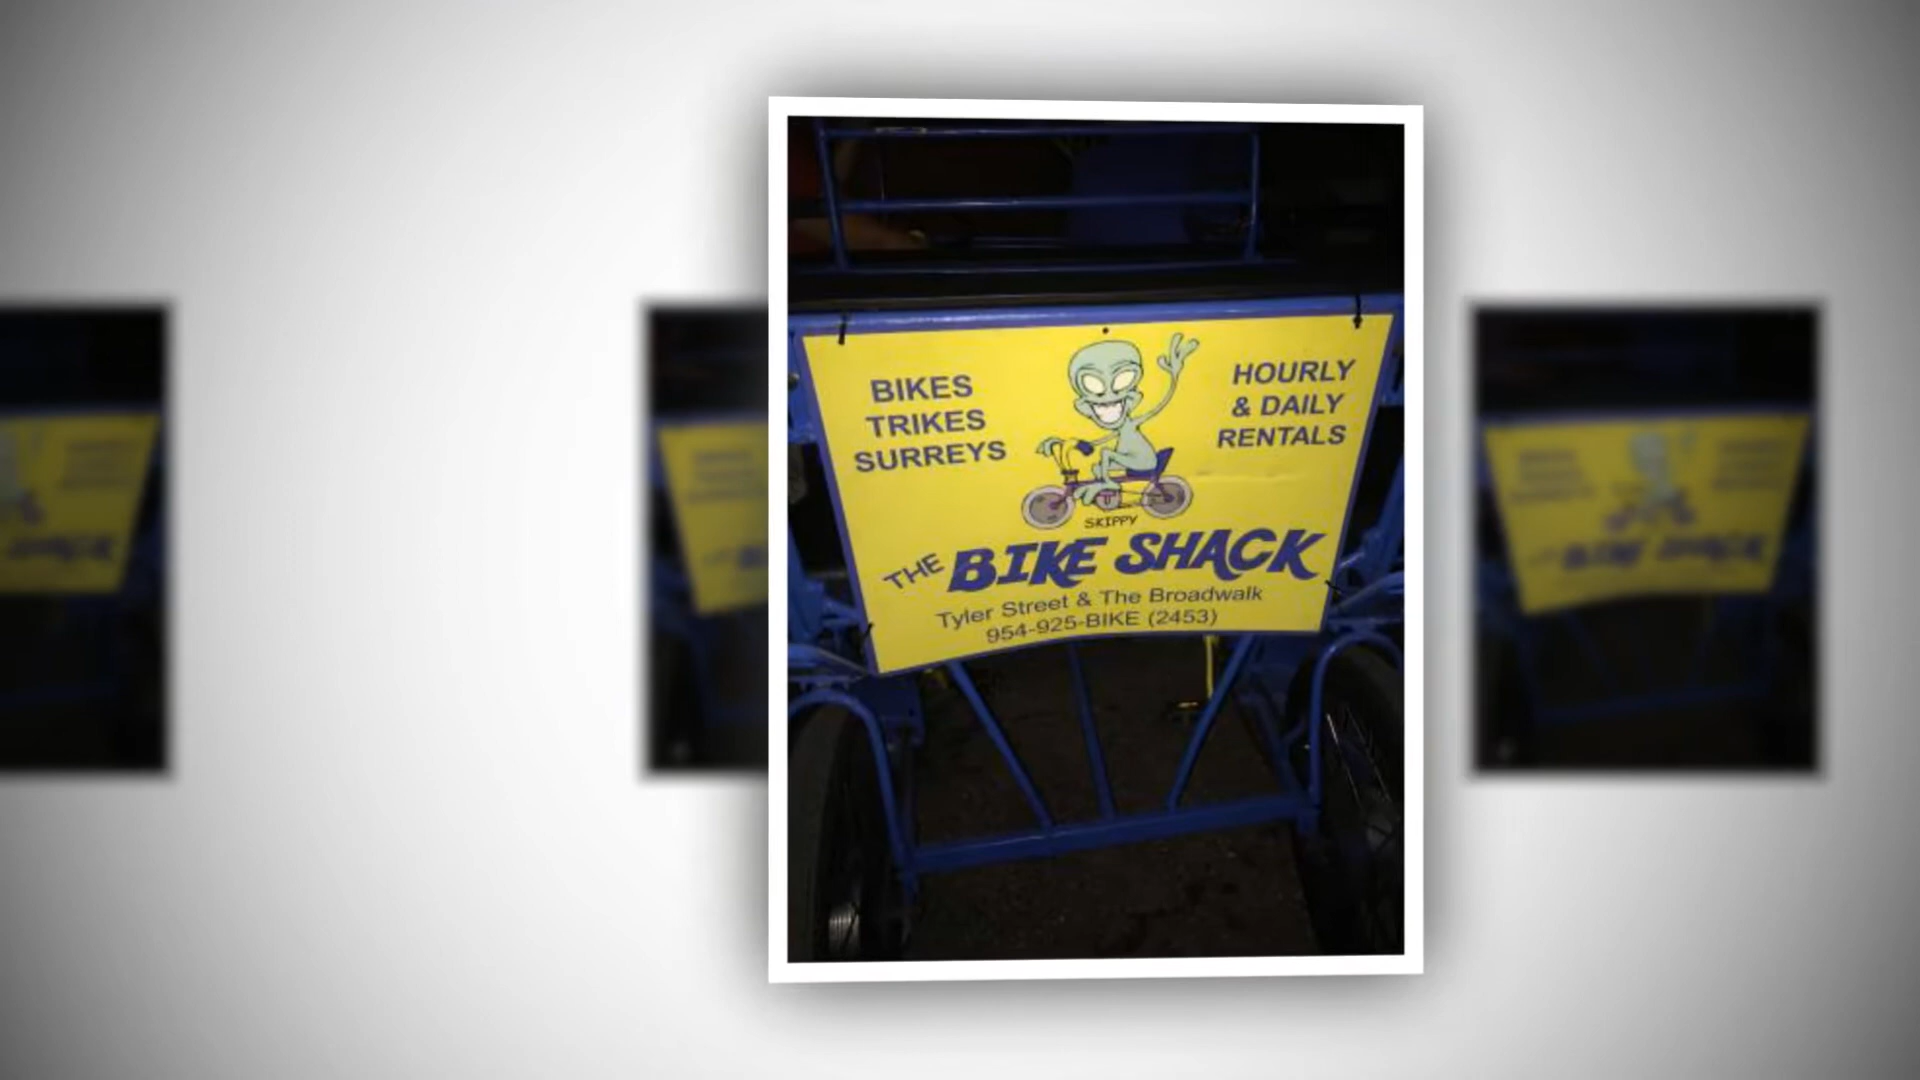 BIKES
TRIKES
SURREYS
HOURLY
& DAILY
RENTALS
SKIPPY
THE BIKE SHACK
Tyler Street & The Broadwalk
954-925-BIKE (2453)